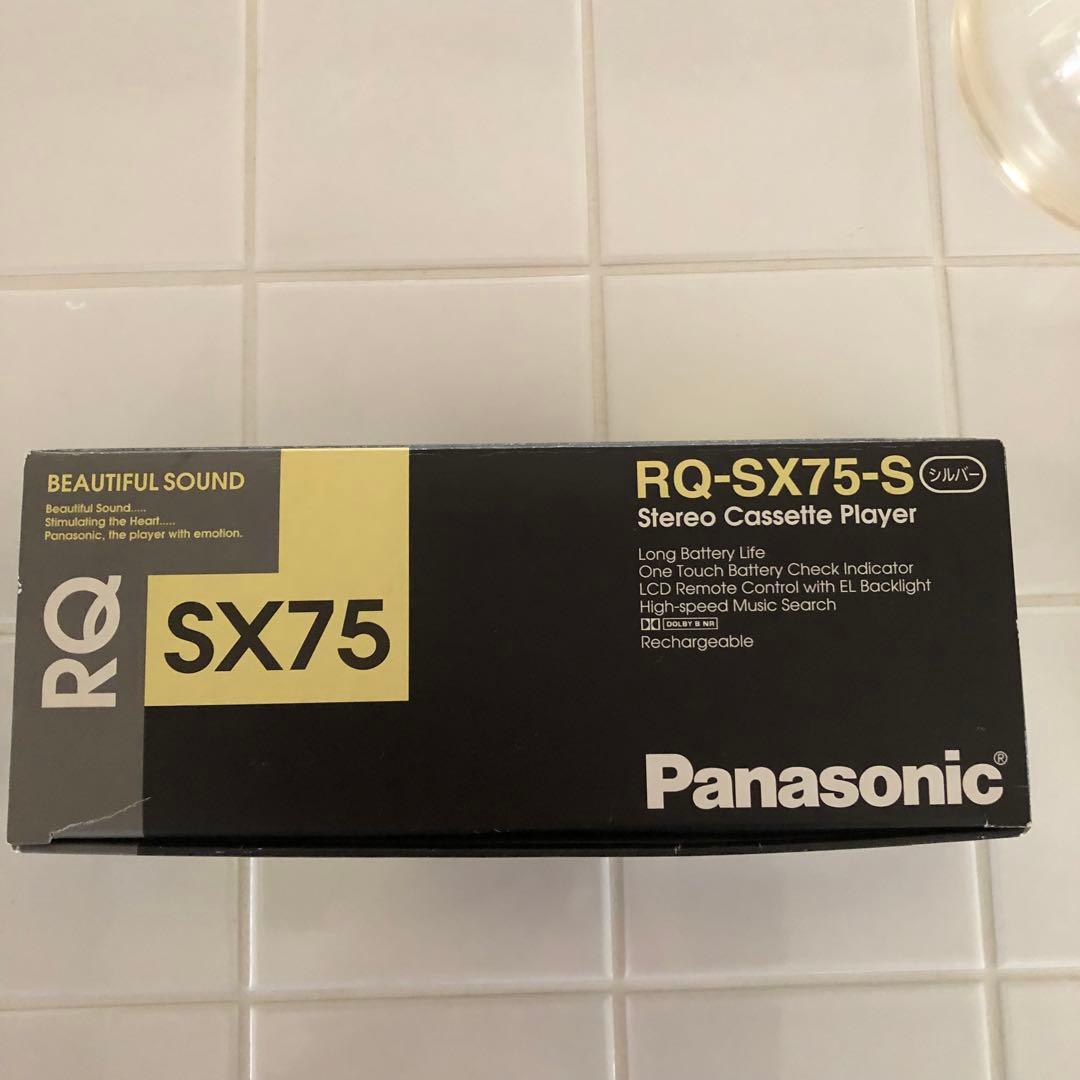 BEAUTIFUL SOUND
Beautiful Sound.....
Stimulating the Heart.....
Panasonic, the player with emotion.
RQ
SX75
RQ-SX75-S シルバー
Stereo Cassette Player
Long Battery Life
One Touch Battery Check Indicator
LCD Remote Control with EL Backlight
High-speed Music Search
DOLBY B NR
Rechargeable
Panasonic®